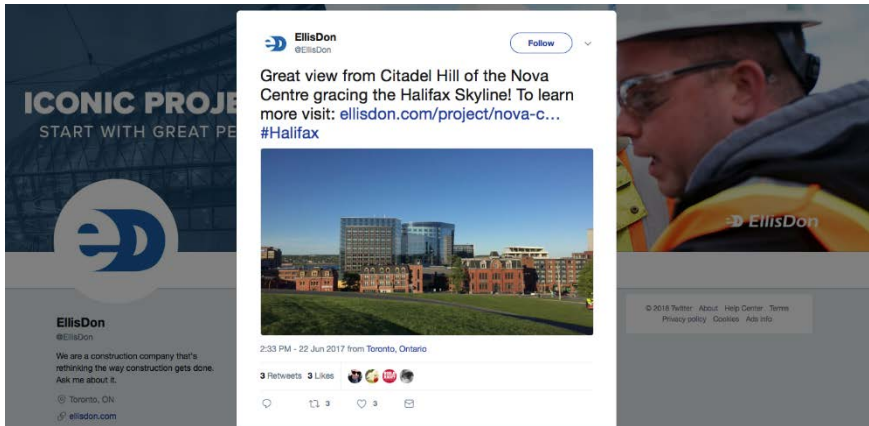 ICONIC PROJE
START WITH GREAT PE
EllisDon
@EllisDon
Follow
Great view from Citadel Hill of the Nova
Centre gracing the Halifax Skyline! To learn
more visit: ellisdon.com/project/nova-c…
#Halifax
2:33 PM - 22 Jun 2017 from Toronto, Ontario
3 Retweets 3 Likes
3
3
EllisDon
EllisDon
@EllisDon
We are a construction company that's
rethinking the way construction gets done.
Ask me about it.
Toronto, ON
ellisdon.com
© 2018 Twitter About Help Center Terms
Privacy policy Cookies Ads info